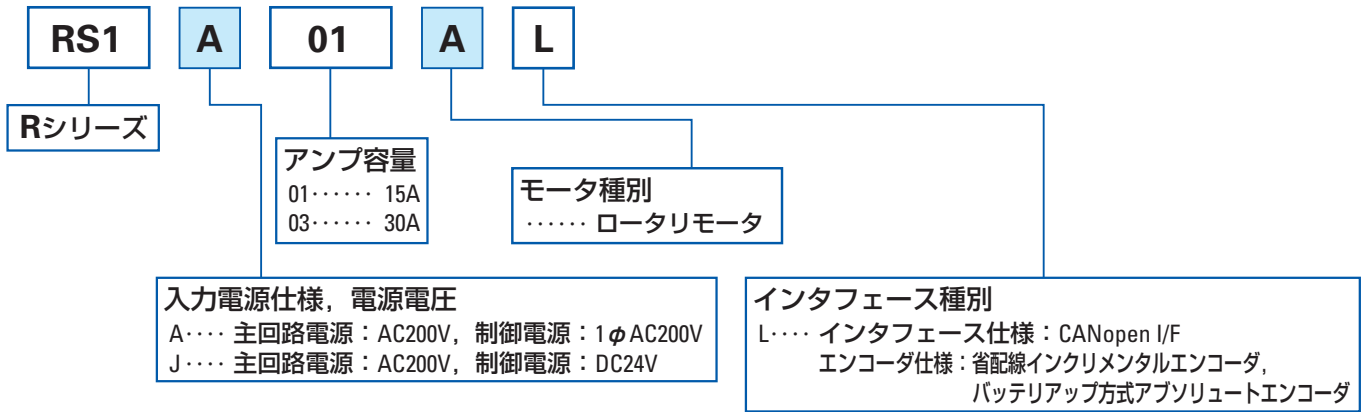 RS1 A 01 A L
Rシリーズ
アンプ容量
01‥‥‥ 15A
03‥‥‥ 30A
モータ種別
‥‥‥ ロータリモータ
入力電源仕様，電源電圧
A‥‥ 主回路電源：AC200V，制御電源：1φAC200V
J‥‥ 主回路電源：AC200V，制御電源：DC24V
インタフェース種別
L‥‥ インタフェース仕様：CANopen I/F
エンコーダ仕様：省配線インクリメンタルエンコーダ，
バッテリアップ方式アブソリュートエンコーダ